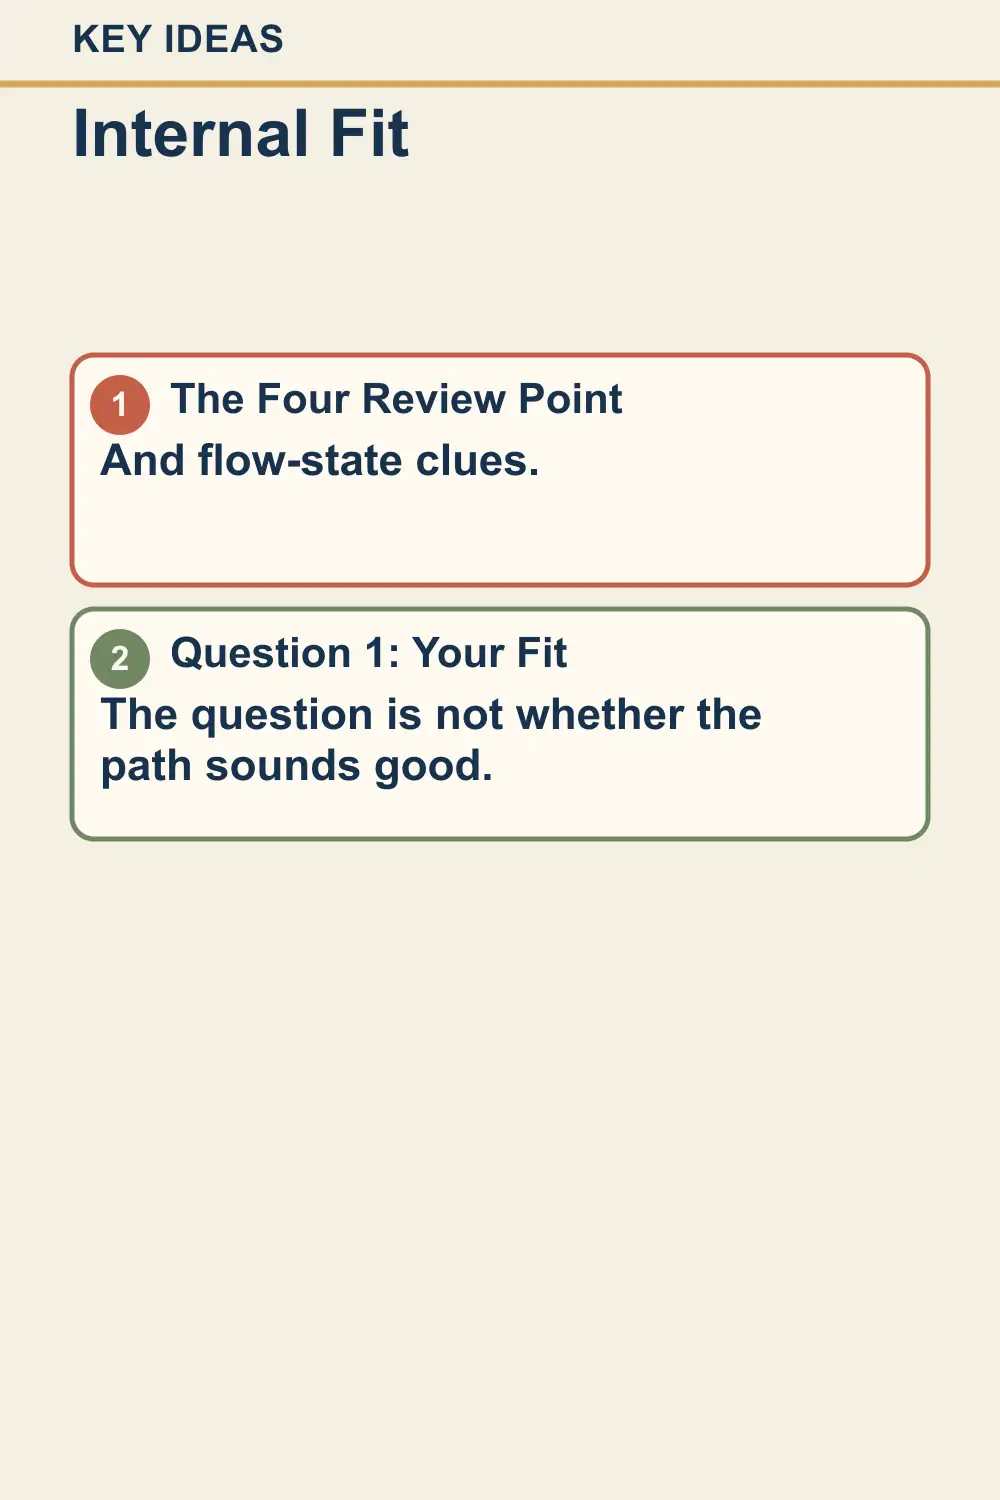 KEY IDEAS
Internal Fit
1 The Four Review Point
And flow-state clues.
2 Question 1: Your Fit
The question is not whether the
path sounds good.